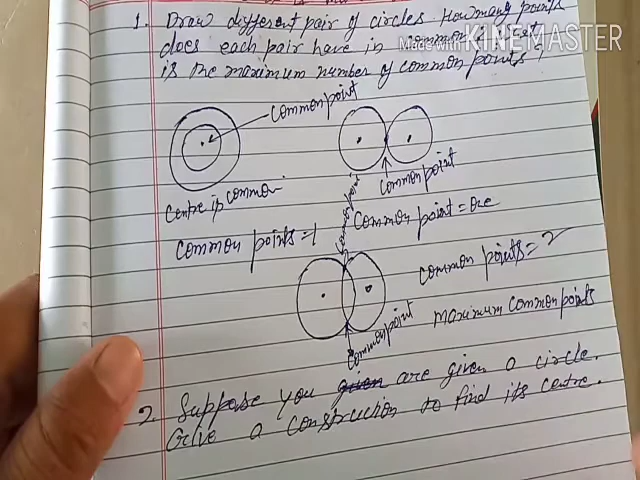 1. Draw different pair of circles. How many points
does each pair have in common? What
Made with KINEMASTER
is the maximum number of common points?
common point
common point
Centre is common
Common point = one
common points = 1
common point
common points = 2
maximum common points
common point
2. Suppose you given are given a circle.
Give a construction to find its centre.